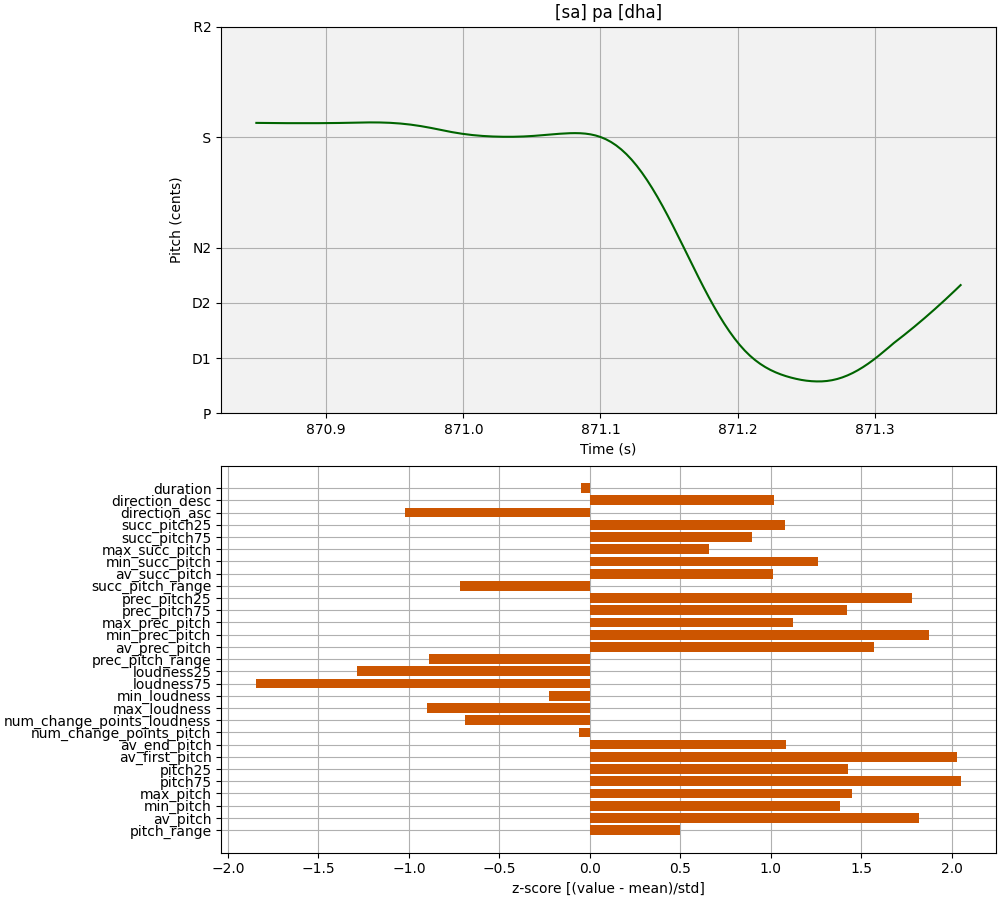 [sa] pa [dha]
R2
S
N2
D2
D1
P
Pitch (cents)
870.9 871.0 871.1 871.2 871.3
Time (s)
duration
direction_desc
direction_asc
succ_pitch25
succ_pitch75
max_succ_pitch
min_succ_pitch
av_succ_pitch
succ_pitch_range
prec_pitch25
prec_pitch75
max_prec_pitch
min_prec_pitch
av_prec_pitch
prec_pitch_range
loudness25
loudness75
min_loudness
max_loudness
num_change_points_loudness
num_change_points_pitch
av_end_pitch
av_first_pitch
pitch25
pitch75
max_pitch
min_pitch
av_pitch
pitch_range
−2.0 −1.5 −1.0 −0.5 0.0 0.5 1.0 1.5 2.0
z-score [(value - mean)/std]